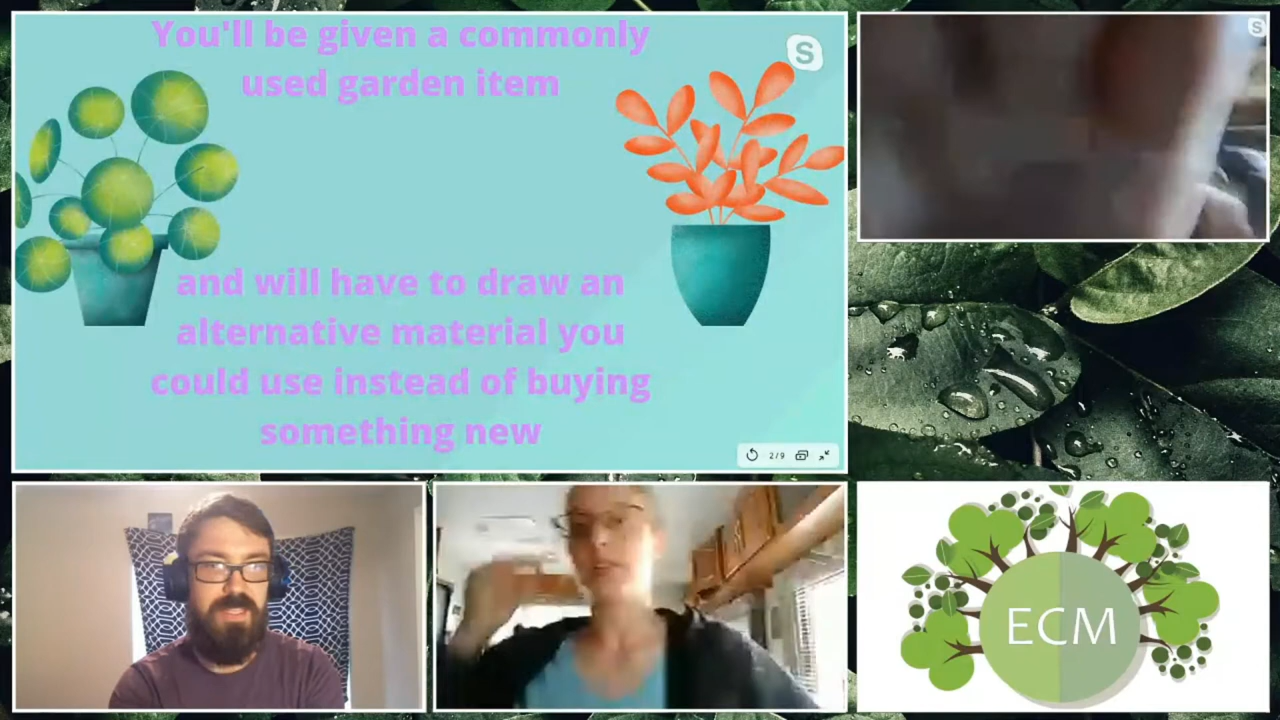 You'll be given a commonly
used garden item
and will have to draw an
alternative material you
could use instead of buying
something new
2/9
S
S
ECM